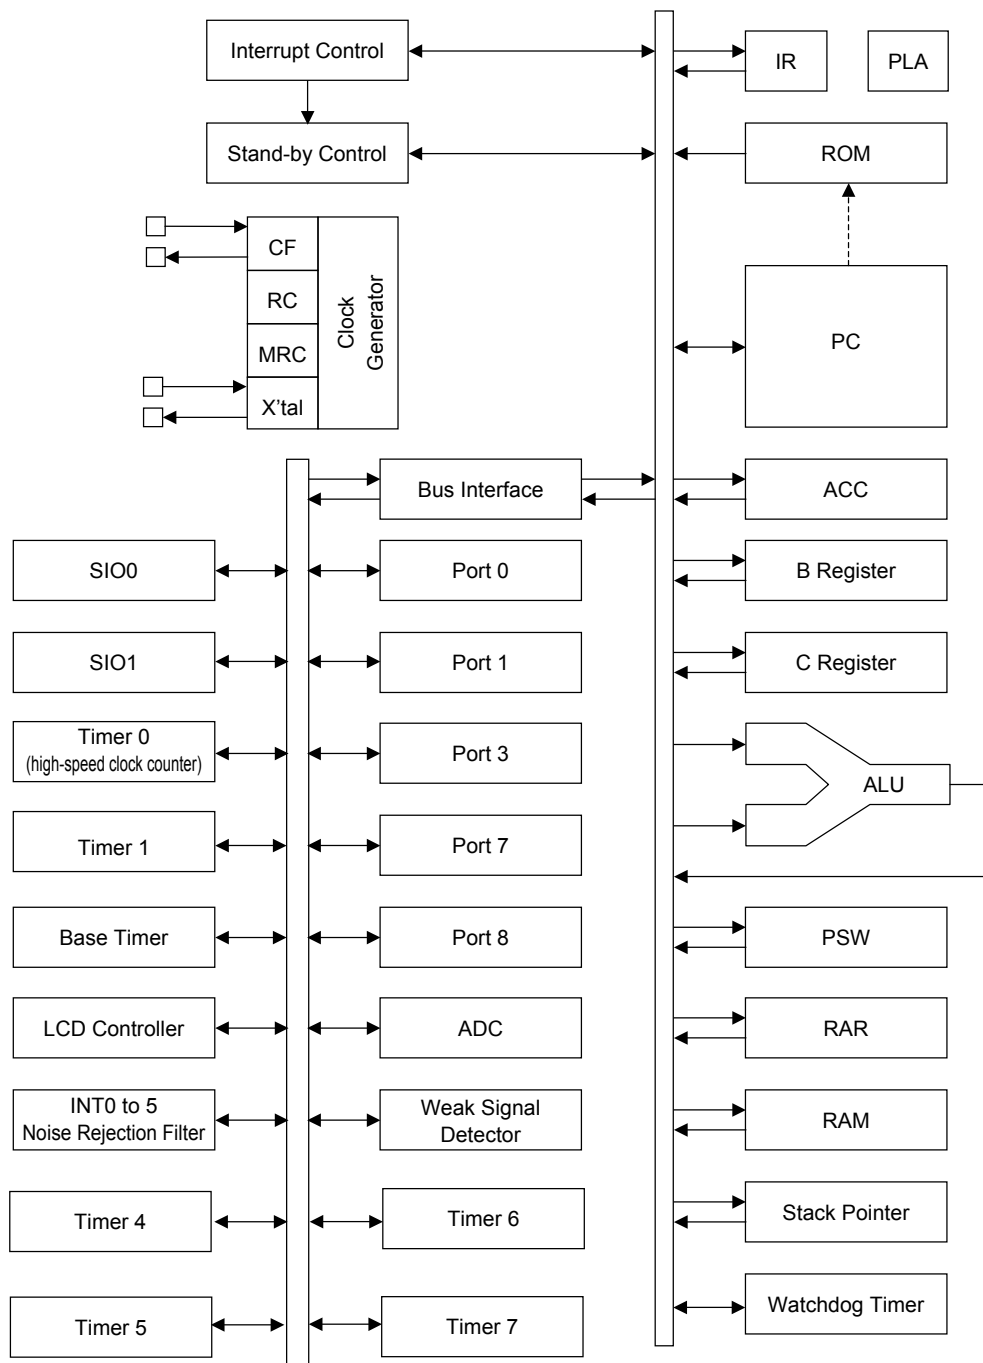 Interrupt Control
IR
PLA
Stand-by Control
ROM
CF
RC
MRC
X'tal
Clock
Generator
PC
Bus Interface
ACC
SIO0
Port 0
B Register
SIO1
Port 1
C Register
Timer 0
(high-speed clock counter)
Port 3
ALU
Timer 1
Port 7
Base Timer
Port 8
PSW
LCD Controller
ADC
RAR
INT0 to 5
Noise Rejection Filter
Weak Signal
Detector
RAM
Timer 4
Timer 6
Stack Pointer
Timer 5
Timer 7
Watchdog Timer